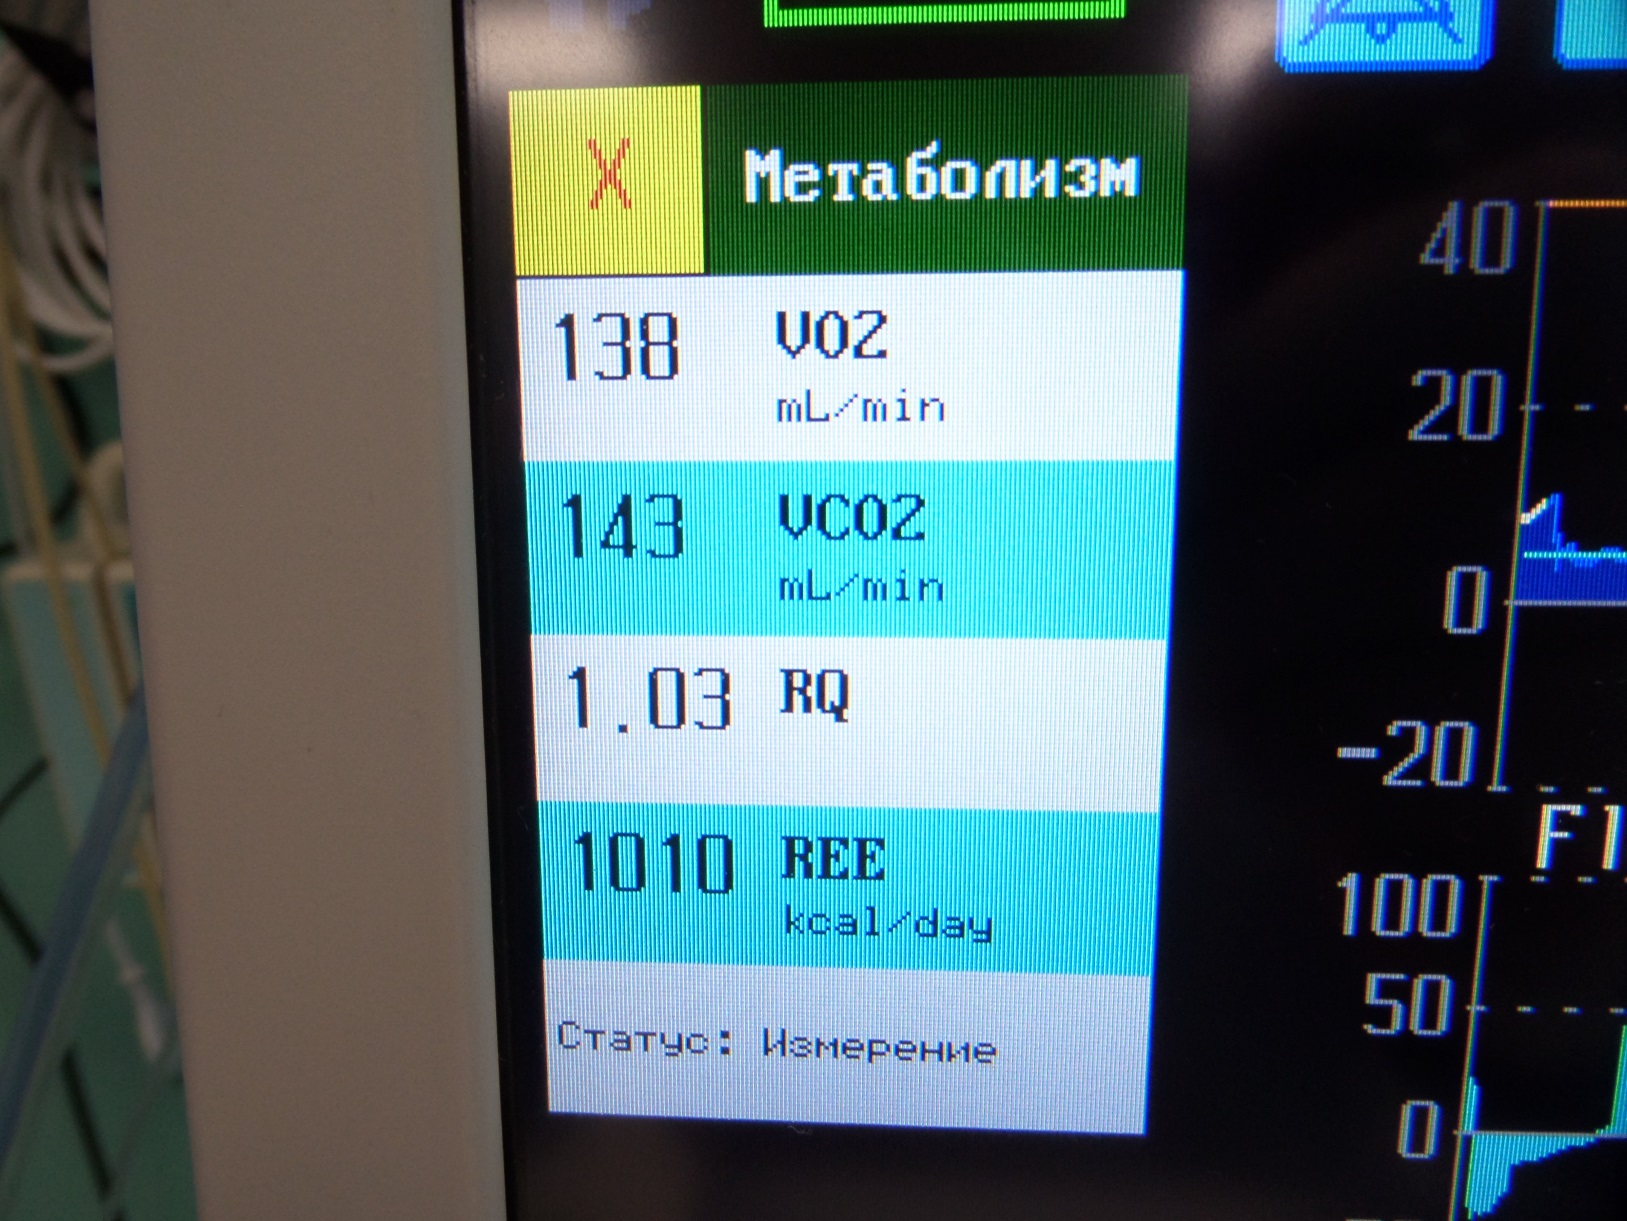 X Метаболизм
138 VO2
mL/min
143 VCO2
mL/min
1.03 RQ
1010 REE
kcal/day
Статус: Измерение
40
20
0
-20
100
50
0